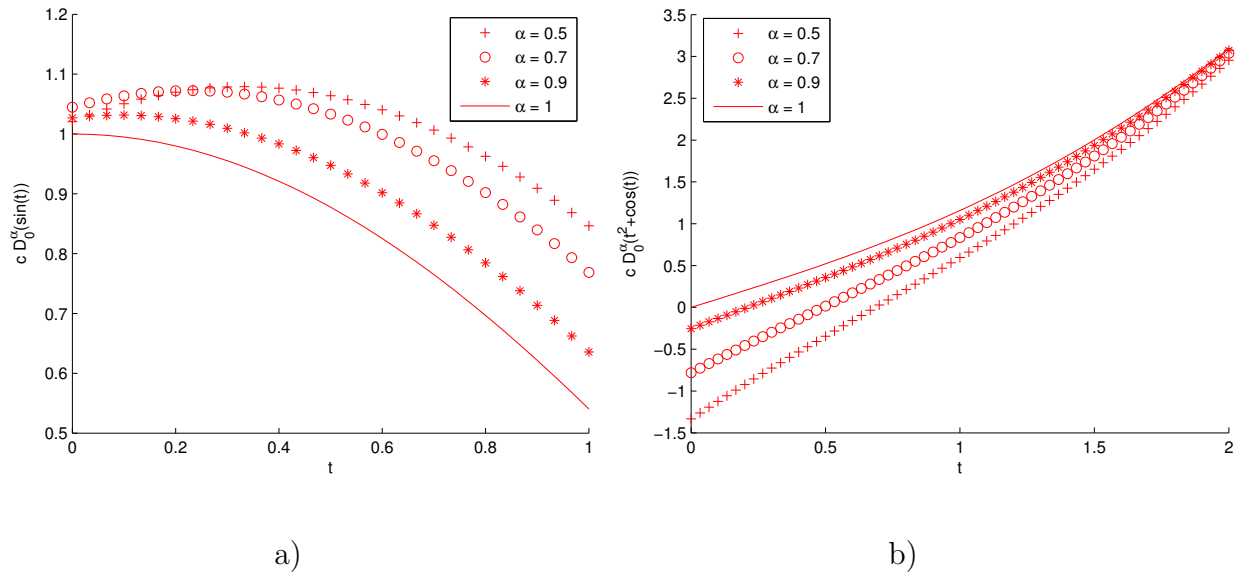 c D₀^α(sin(t))
1.2
1.1
1
0.9
0.8
0.7
0.6
0.5
0
0.2
0.4
0.6
0.8
1
t
α = 0.5
α = 0.7
α = 0.9
α = 1
a)
c D₀^α(t²+cos(t))
3.5
3
2.5
2
1.5
1
0.5
0
−0.5
−1
−1.5
0
0.5
1
1.5
2
t
α = 0.5
α = 0.7
α = 0.9
α = 1
b)